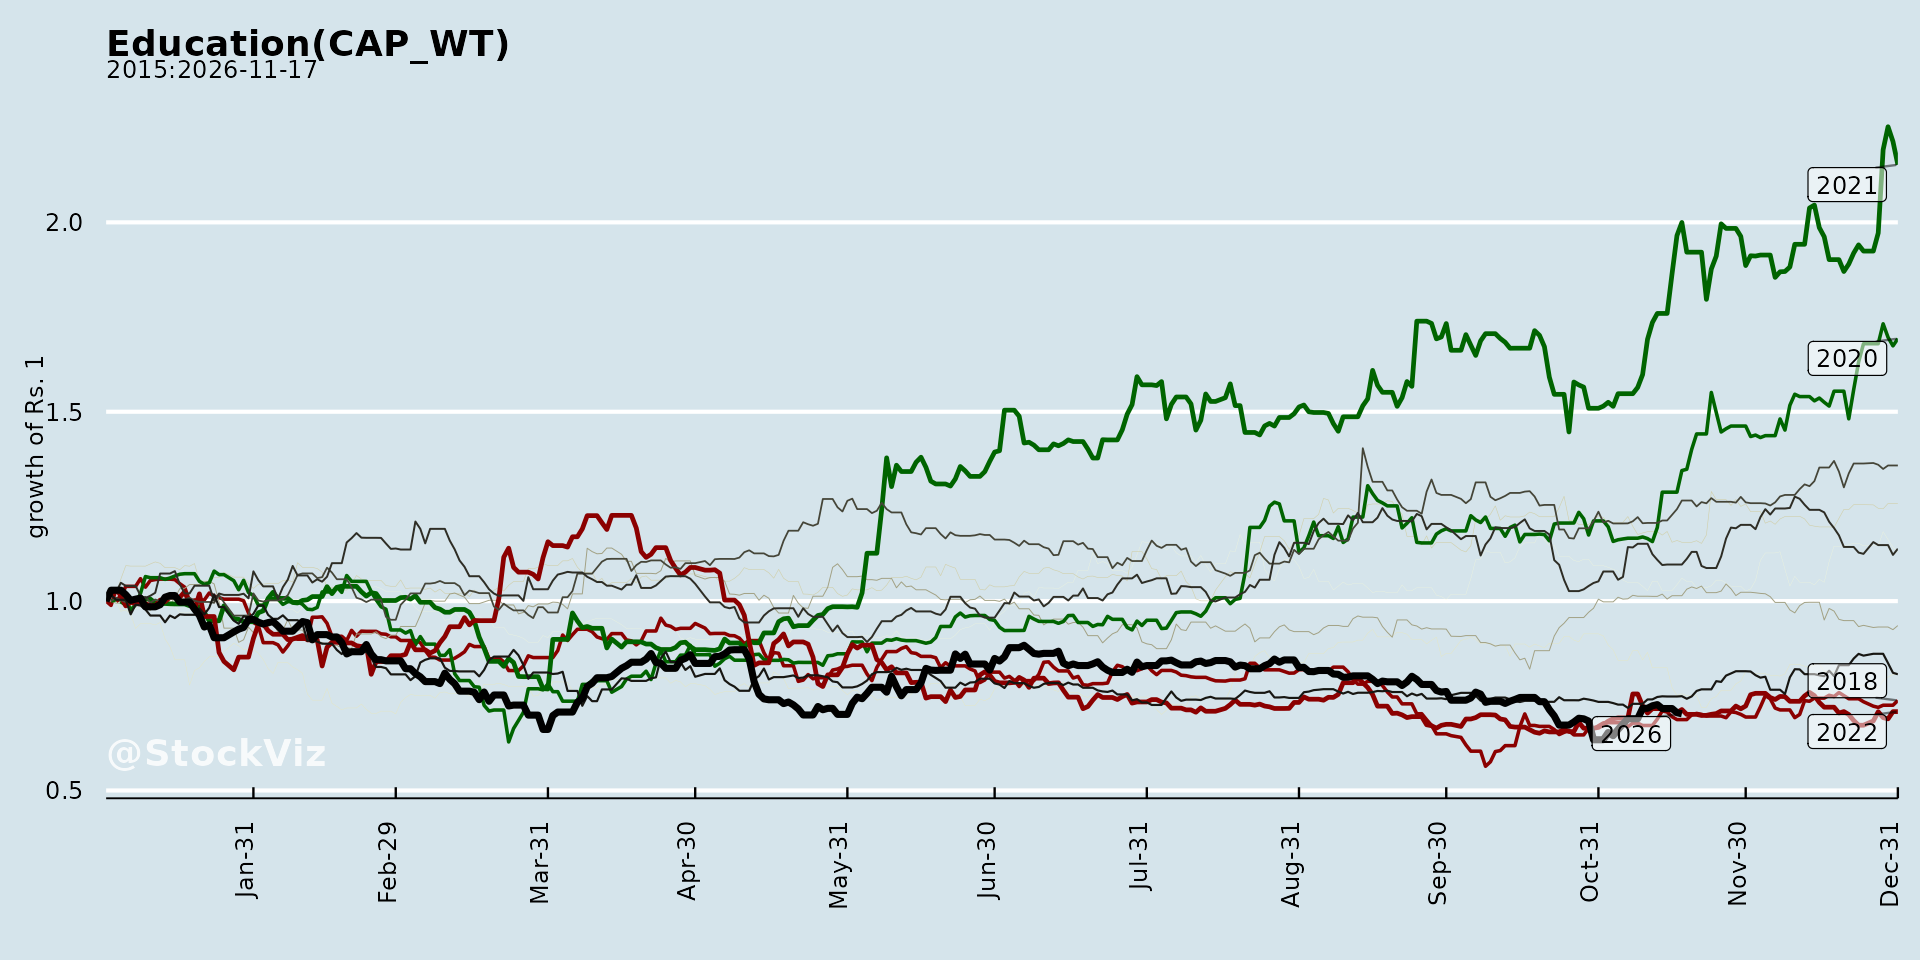 Education(CAP_WT)
2015:2026-11-17
growth of Rs. 1
2.0
1.5
1.0
0.5
2021
2020
2018
2022
2026
@StockViz
Jan-31
Feb-29
Mar-31
Apr-30
May-31
Jun-30
Jul-31
Aug-31
Sep-30
Oct-31
Nov-30
Dec-31